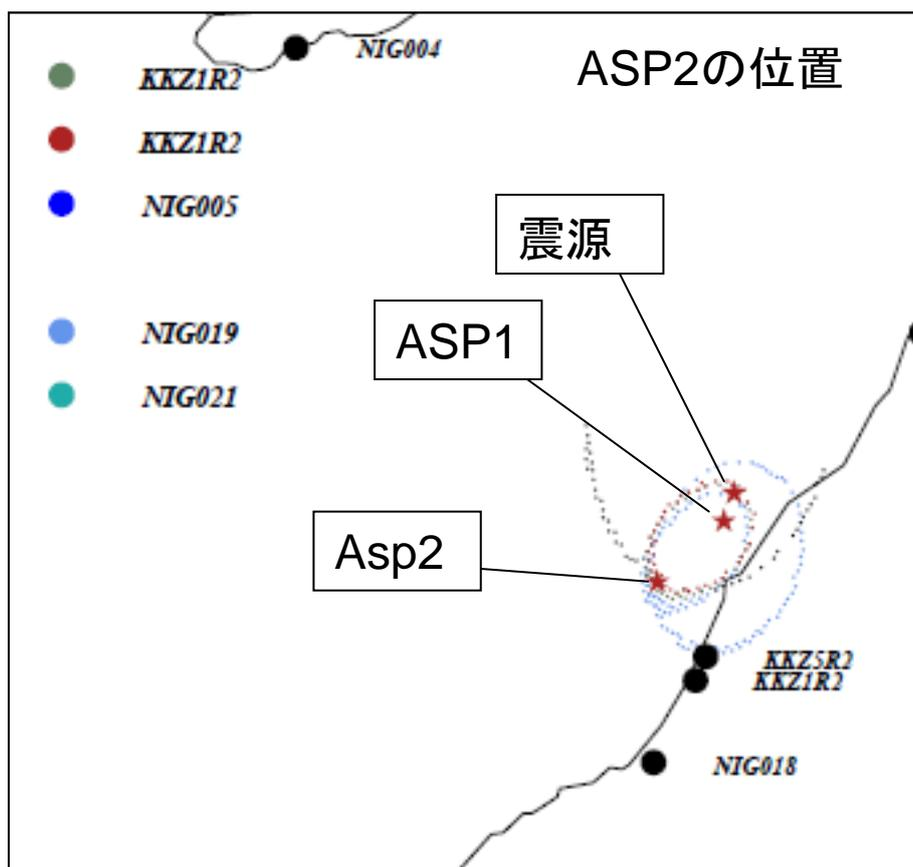 NIG004
ASP2の位置
KKZ1R2
KKZ1R2
NIG005
震源
NIG019
ASP1
NIG021
Asp2
KKZ5R2
KKZ1R2
NIG018